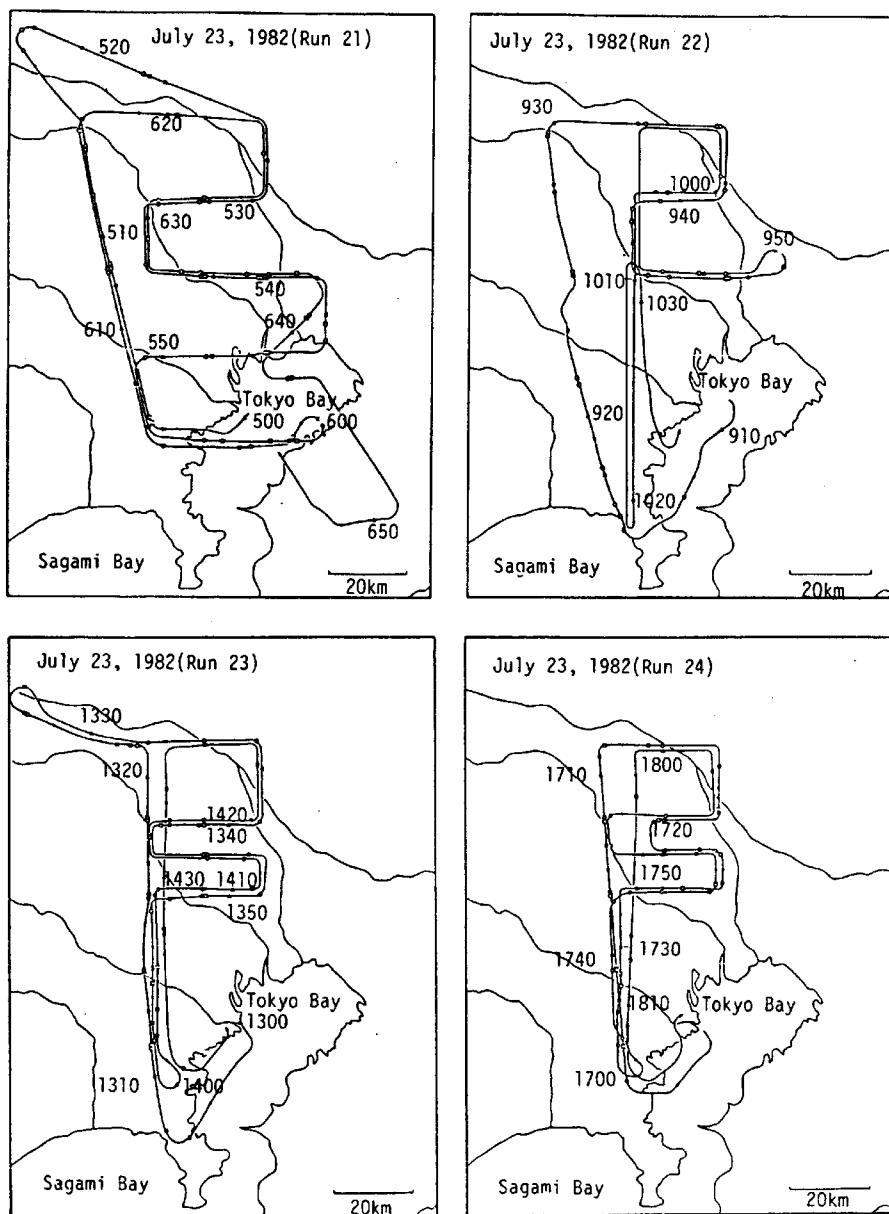 July 23, 1982(Run 21)
520
620
630
530
510
540
610
550
640
Tokyo Bay
500
600
650
Sagami Bay
20km
July 23, 1982(Run 22)
930
1000
940
950
1010
1030
Tokyo Bay
920
910
1020
Sagami Bay
20km
July 23, 1982(Run 23)
1330
1320
1420
1340
1430
1410
1350
Tokyo Bay
1300
1310
1400
Sagami Bay
20km
July 23, 1982(Run 24)
1710
1800
1720
1750
1740
1730
1810
Tokyo Bay
1700
Sagami Bay
20km